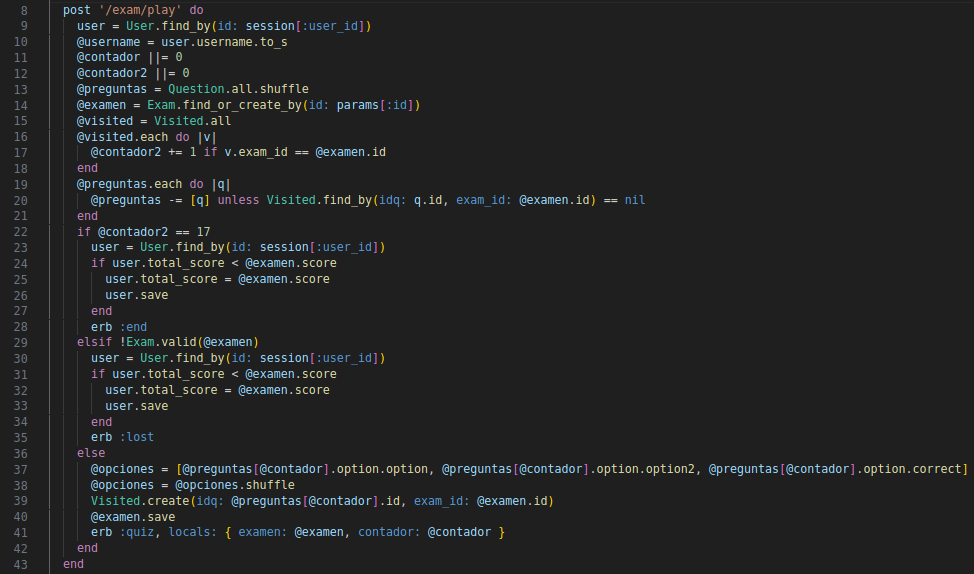 8 post '/exam/play' do
9 user = User.find_by(id: session[:user_id])
10 @username = user.username.to_s
11 @contador ||= 0
12 @contador2 ||= 0
13 @preguntas = Question.all.shuffle
14 @examen = Exam.find_or_create_by(id: params[:id])
15 @visited = Visited.all
16 @visited.each do |v|
17 @contador2 += 1 if v.exam_id == @examen.id
18 end
19 @preguntas.each do |q|
20 @preguntas -= [q] unless Visited.find_by(idq: q.id, exam_id: @examen.id) == nil
21 end
22 if @contador2 == 17
23 user = User.find_by(id: session[:user_id])
24 if user.total_score < @examen.score
25 user.total_score = @examen.score
26 user.save
27 end
28 erb :end
29 elsif !Exam.valid(@examen)
30 user = User.find_by(id: session[:user_id])
31 if user.total_score < @examen.score
32 user.total_score = @examen.score
33 user.save
34 end
35 erb :lost
36 else
37 @opciones = [@preguntas[@contador].option.option, @preguntas[@contador].option.option2, @preguntas[@contador].option.correct]
38 @opciones = @opciones.shuffle
39 Visited.create(idq: @preguntas[@contador].id, exam_id: @examen.id)
40 @examen.save
41 erb :quiz, locals: { examen: @examen, contador: @contador }
42 end
43 end